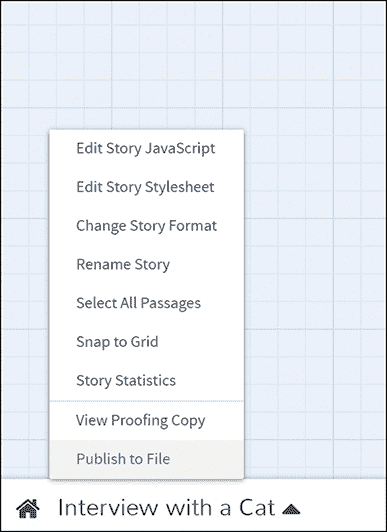 Edit Story JavaScript
Edit Story Stylesheet
Change Story Format
Rename Story
Select All Passages
Snap to Grid
Story Statistics
View Proofing Copy
Publish to File
Interview with a Cat